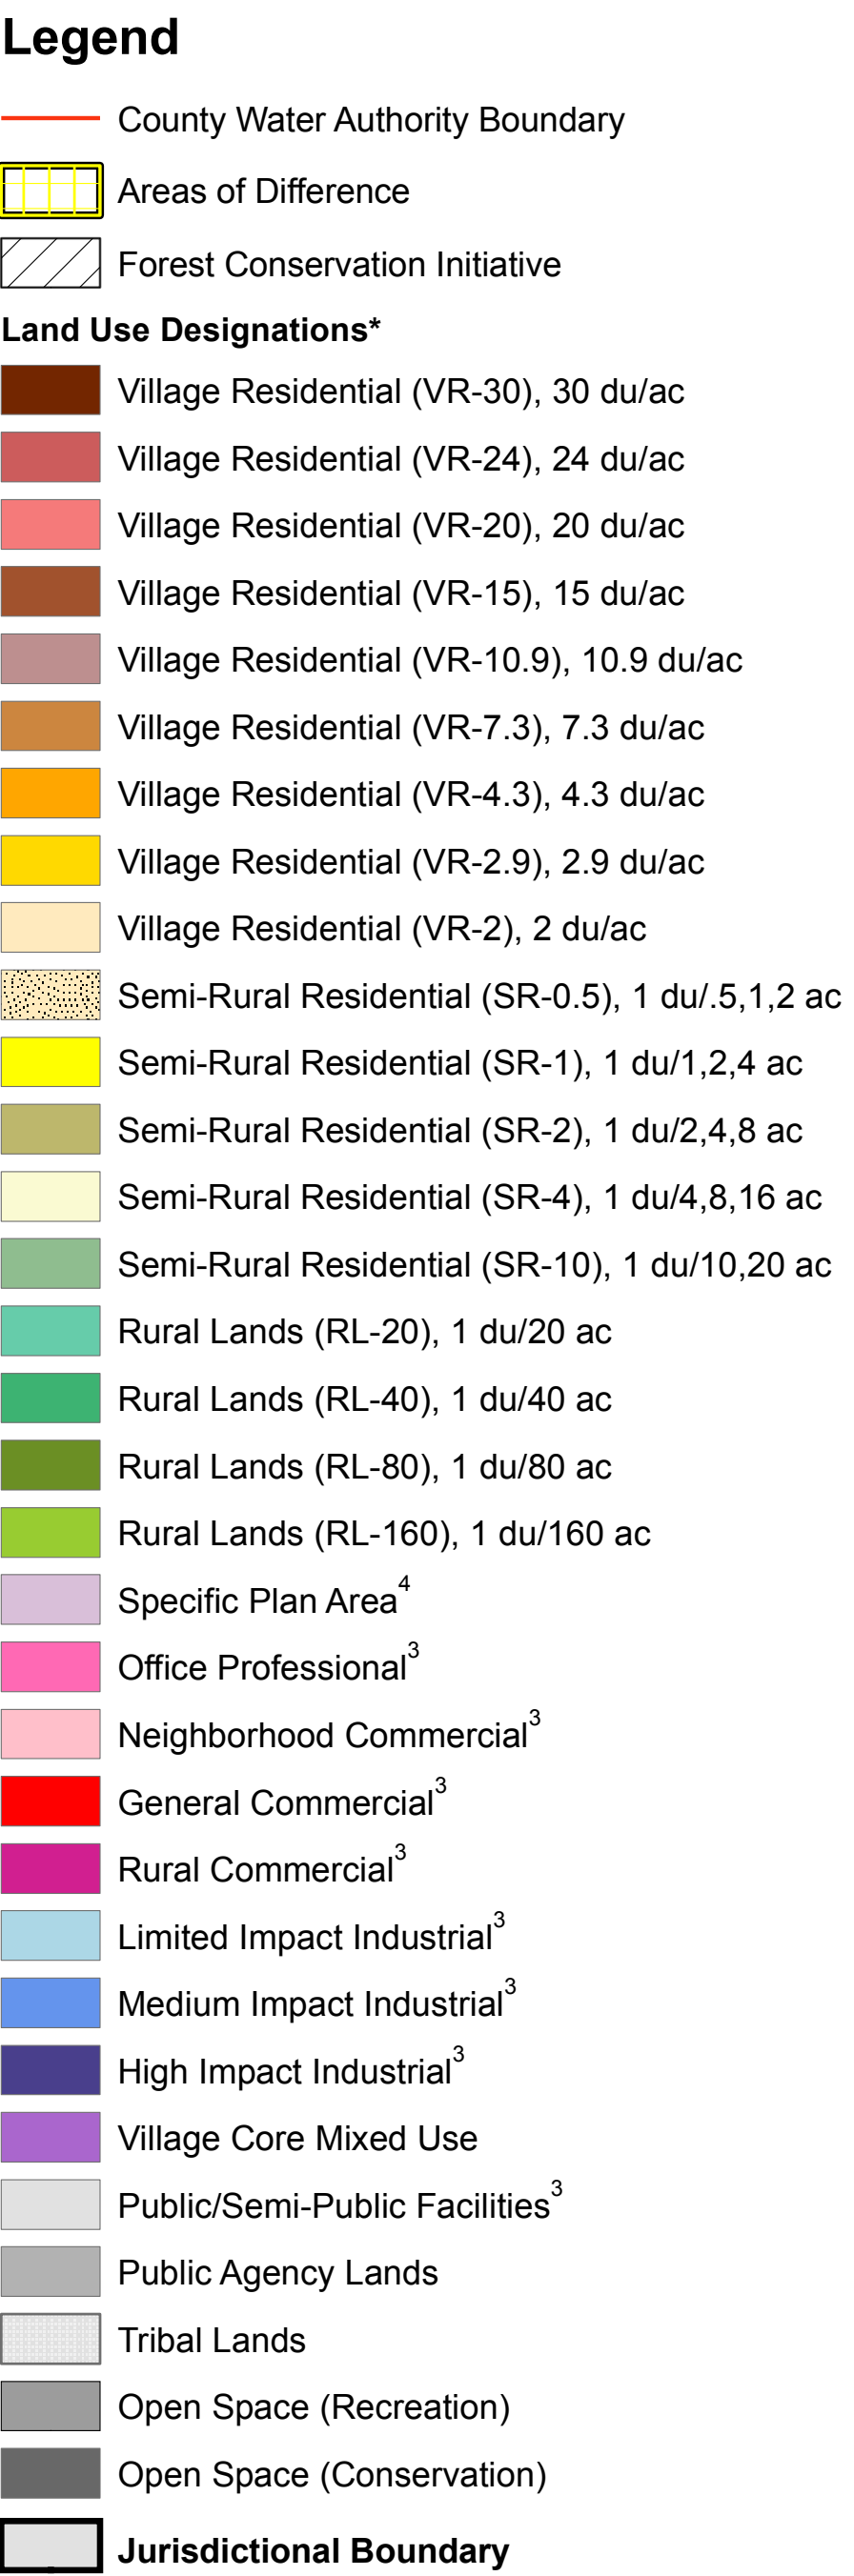 Legend
County Water Authority Boundary
Areas of Difference
Forest Conservation Initiative
Land Use Designations*
Village Residential (VR-30), 30 du/ac
Village Residential (VR-24), 24 du/ac
Village Residential (VR-20), 20 du/ac
Village Residential (VR-15), 15 du/ac
Village Residential (VR-10.9), 10.9 du/ac
Village Residential (VR-7.3), 7.3 du/ac
Village Residential (VR-4.3), 4.3 du/ac
Village Residential (VR-2.9), 2.9 du/ac
Village Residential (VR-2), 2 du/ac
Semi-Rural Residential (SR-0.5), 1 du/.5,1,2 ac
Semi-Rural Residential (SR-1), 1 du/1,2,4 ac
Semi-Rural Residential (SR-2), 1 du/2,4,8 ac
Semi-Rural Residential (SR-4), 1 du/4,8,16 ac
Semi-Rural Residential (SR-10), 1 du/10,20 ac
Rural Lands (RL-20), 1 du/20 ac
Rural Lands (RL-40), 1 du/40 ac
Rural Lands (RL-80), 1 du/80 ac
Rural Lands (RL-160), 1 du/160 ac
Specific Plan Area⁴
Office Professional³
Neighborhood Commercial³
General Commercial³
Rural Commercial³
Limited Impact Industrial³
Medium Impact Industrial³
High Impact Industrial³
Village Core Mixed Use
Public/Semi-Public Facilities³
Public Agency Lands
Tribal Lands
Open Space (Recreation)
Open Space (Conservation)
Jurisdictional Boundary